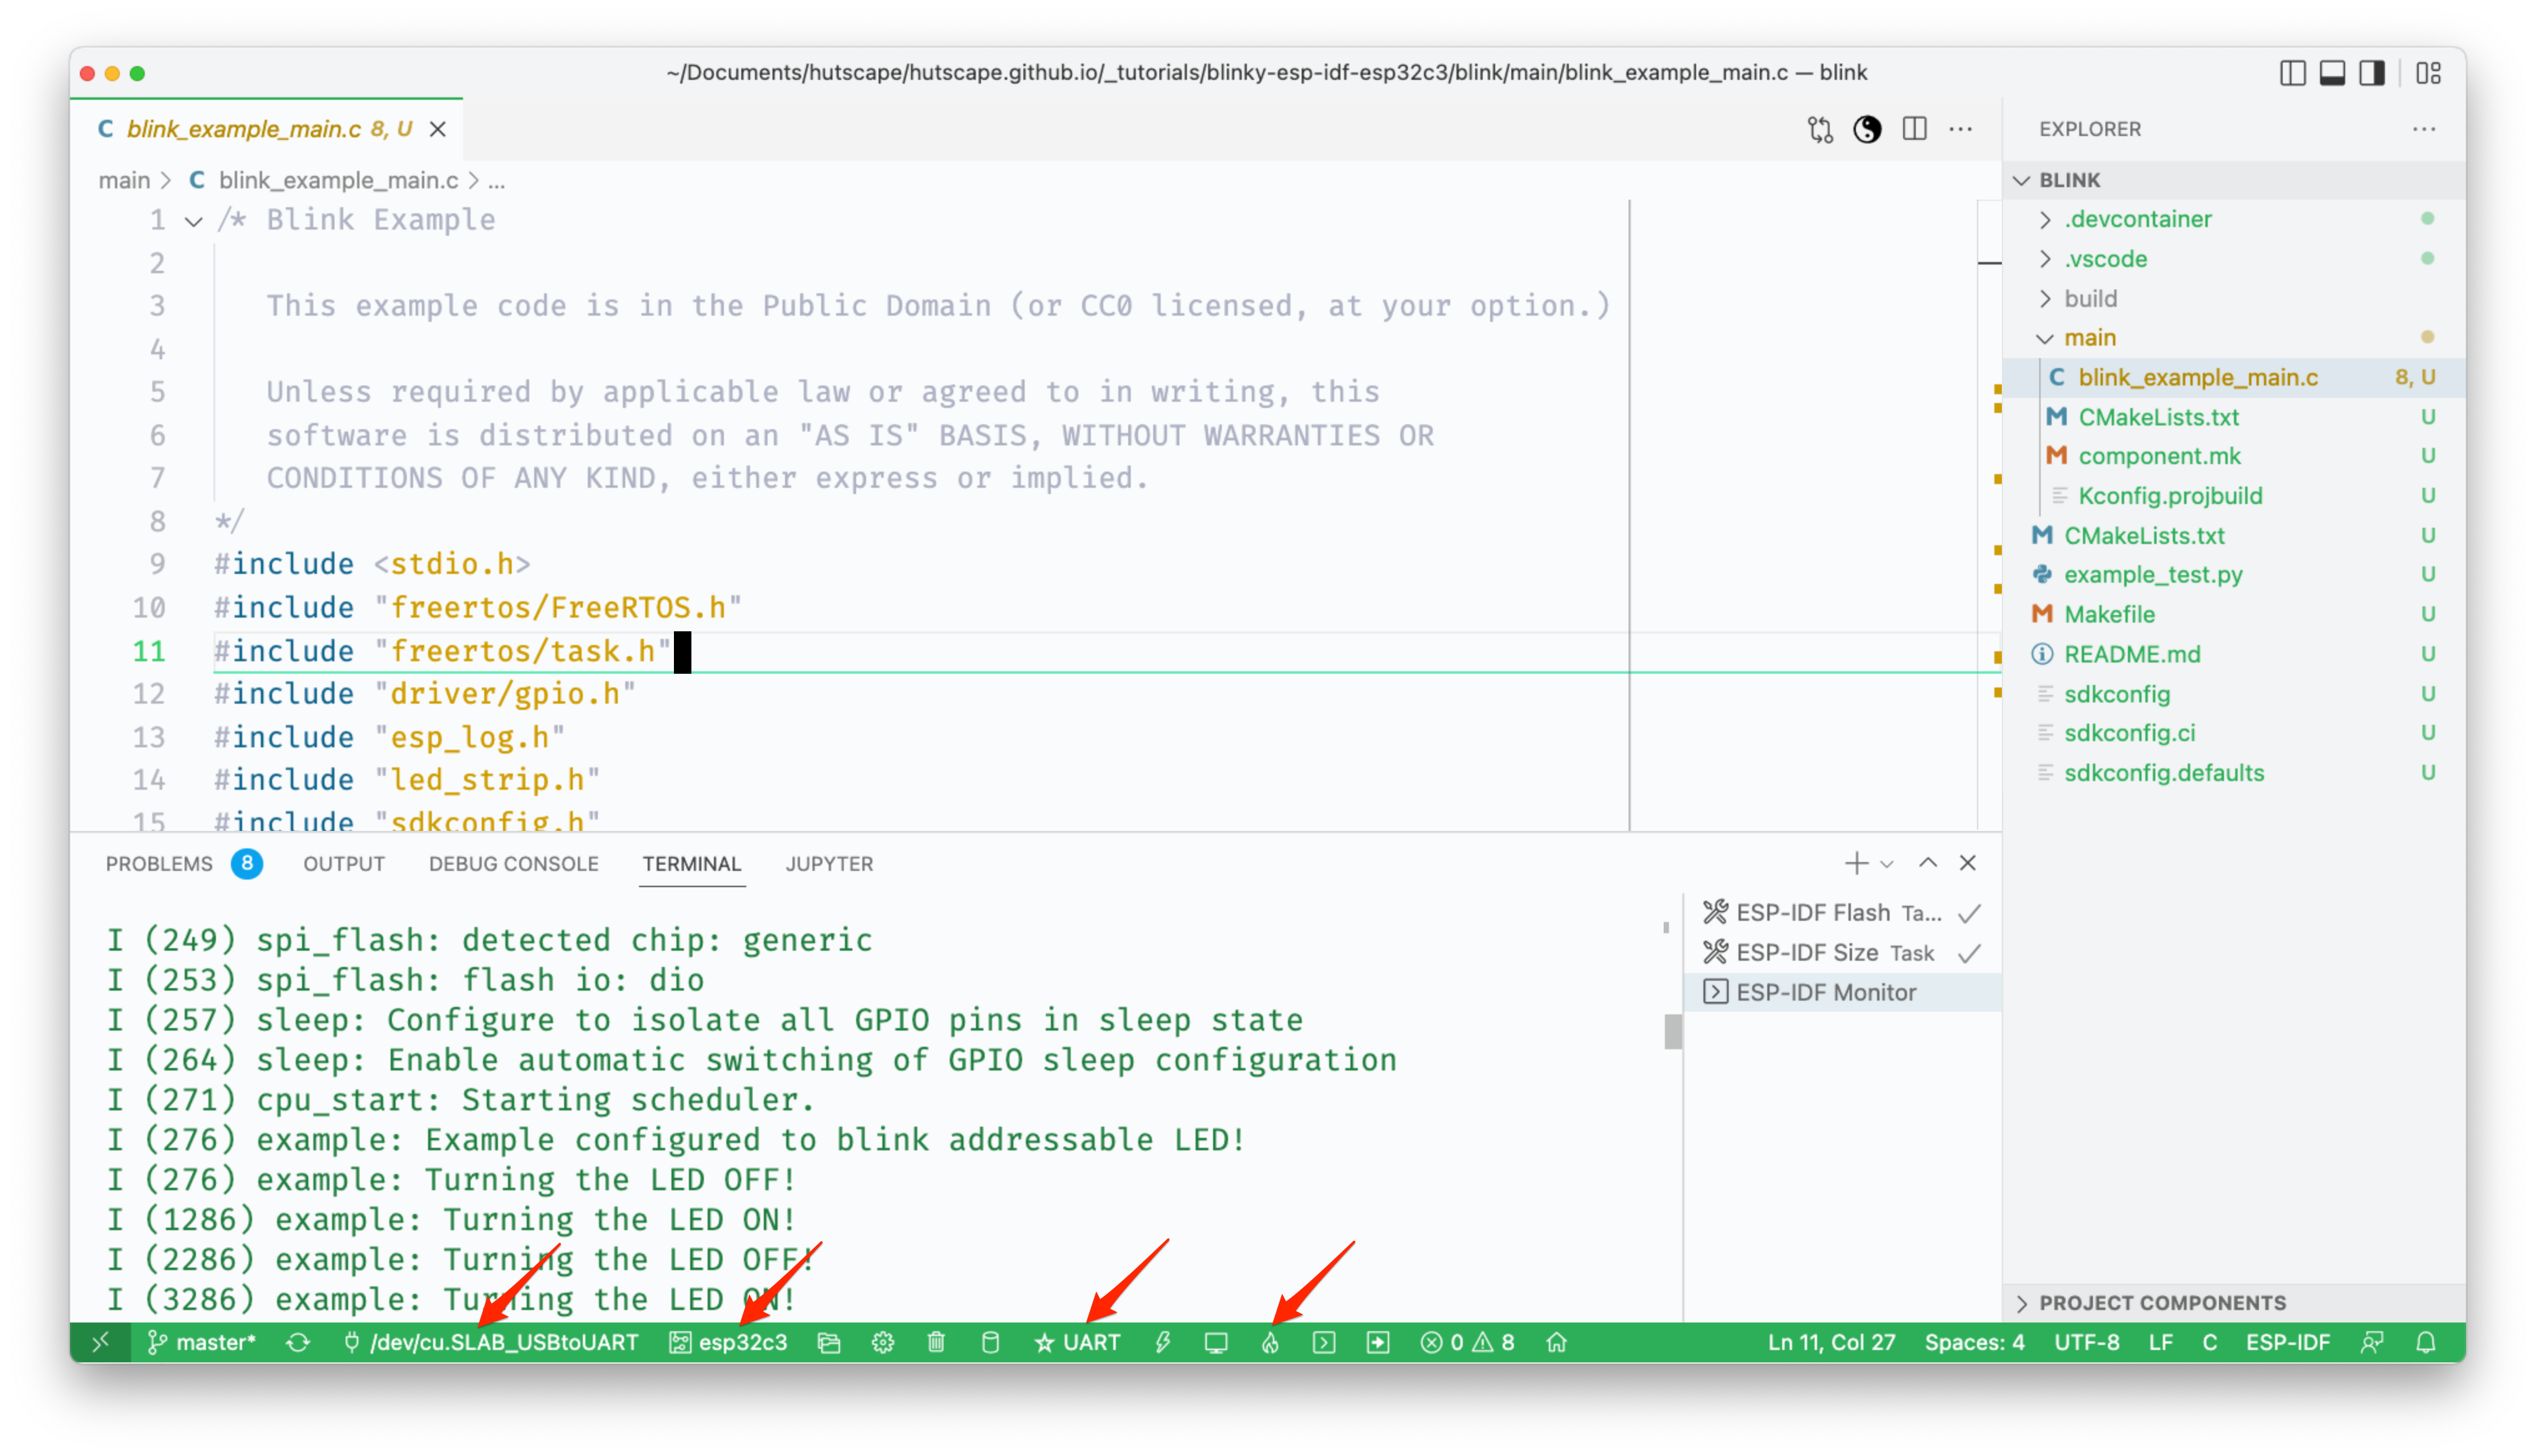 ~/Documents/hutscape/hutscape.github.io/_tutorials/blinky-esp-idf-esp32c3/blink/main/blink_example_main.c — blink
C blink_example_main.c 8, U
main > C blink_example_main.c > ...
1 /* Blink Example
2
3 This example code is in the Public Domain (or CC0 licensed, at your option.)
4
5 Unless required by applicable law or agreed to in writing, this
6 software is distributed on an "AS IS" BASIS, WITHOUT WARRANTIES OR
7 CONDITIONS OF ANY KIND, either express or implied.
8 */
9 #include <stdio.h>
10 #include "freertos/FreeRTOS.h"
11 #include "freertos/task.h"
12 #include "driver/gpio.h"
13 #include "esp_log.h"
14 #include "led_strip.h"
15 #include "sdkconfig.h"
EXPLORER
BLINK
.devcontainer
.vscode
build
main
C blink_example_main.c 8, U
M CMakeLists.txt U
M component.mk U
Kconfig.projbuild U
M CMakeLists.txt U
example_test.py U
M Makefile U
README.md U
sdkconfig U
sdkconfig.ci U
sdkconfig.defaults U
PROJECT COMPONENTS
PROBLEMS 8 OUTPUT DEBUG CONSOLE TERMINAL JUPYTER
I (249) spi_flash: detected chip: generic
I (253) spi_flash: flash io: dio
I (257) sleep: Configure to isolate all GPIO pins in sleep state
I (264) sleep: Enable automatic switching of GPIO sleep configuration
I (271) cpu_start: Starting scheduler.
I (276) example: Example configured to blink addressable LED!
I (276) example: Turning the LED OFF!
I (1286) example: Turning the LED ON!
I (2286) example: Turning the LED OFF!
I (3286) example: Turning the LED ON!
ESP-IDF Flash Ta...
ESP-IDF Size Task
ESP-IDF Monitor
master* /dev/cu.SLAB_USBtoUART esp32c3 UART 0 8 Ln 11, Col 27 Spaces: 4 UTF-8 LF C ESP-IDF